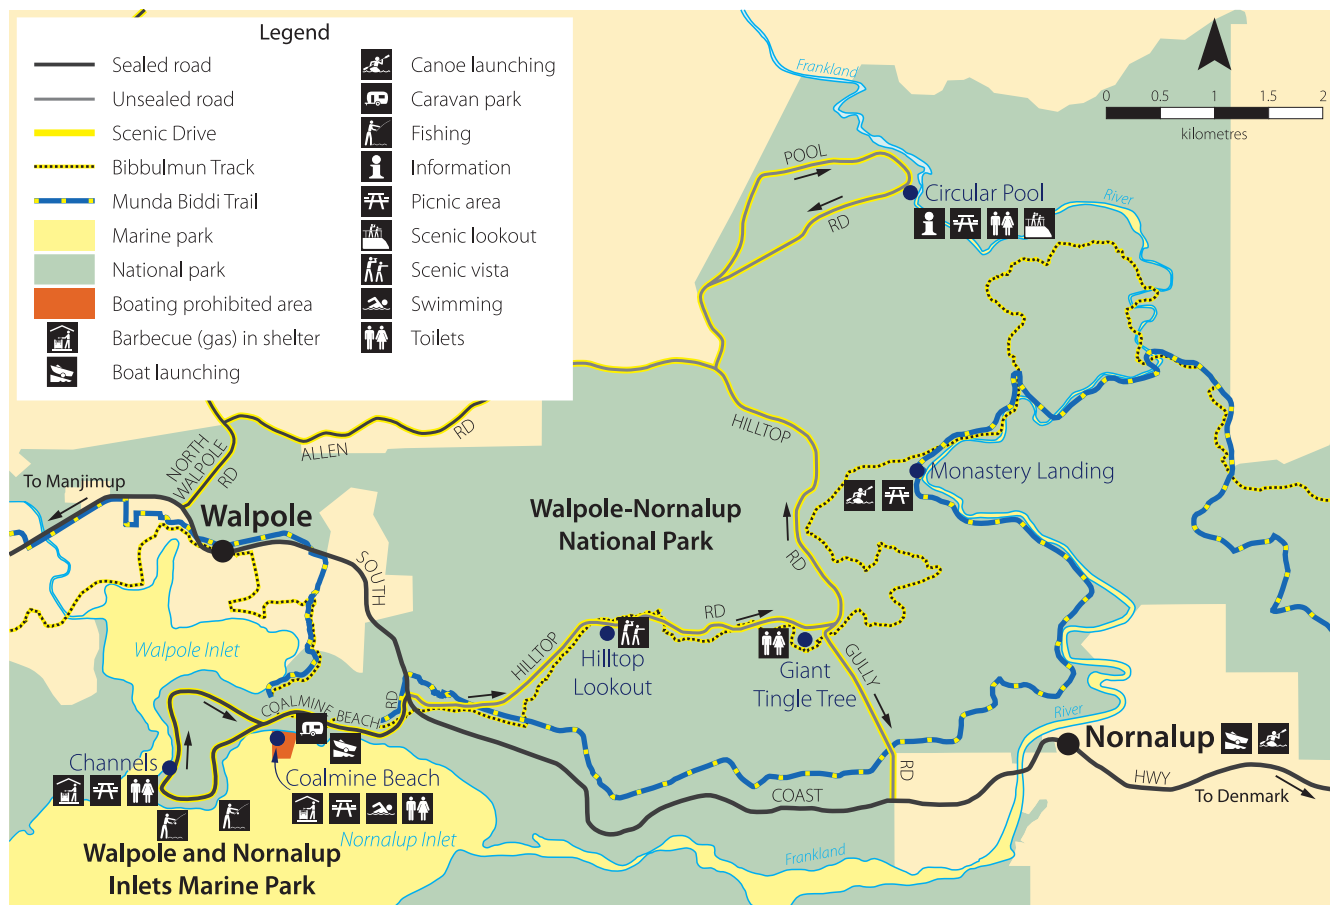 Legend
Sealed road
Unsealed road
Scenic Drive
Bibbulmun Track
Munda Biddi Trail
Marine park
National park
Boating prohibited area
Barbecue (gas) in shelter
Boat launching
Canoe launching
Caravan park
Fishing
Information
Picnic area
Scenic lookout
Scenic vista
Swimming
Toilets
Frankland
0 0.5 1 1.5 2
kilometres
POOL
RD
Circular Pool
River
HILLTOP
RD
ALLEN
RD
NORTH
WALPOLE
RD
To Manjimup
Walpole
SOUTH
Walpole-Nornalup
National Park
Monastery Landing
Walpole Inlet
HILLTOP
RD
Hilltop
Lookout
Giant
Tingle Tree
GULLY
RD
COALMINE BEACH
RD
Channels
Coalmine Beach
Nornalup Inlet
Walpole and Nornalup
Inlets Marine Park
COAST
River
Nornalup
HWY
To Denmark
Frankland